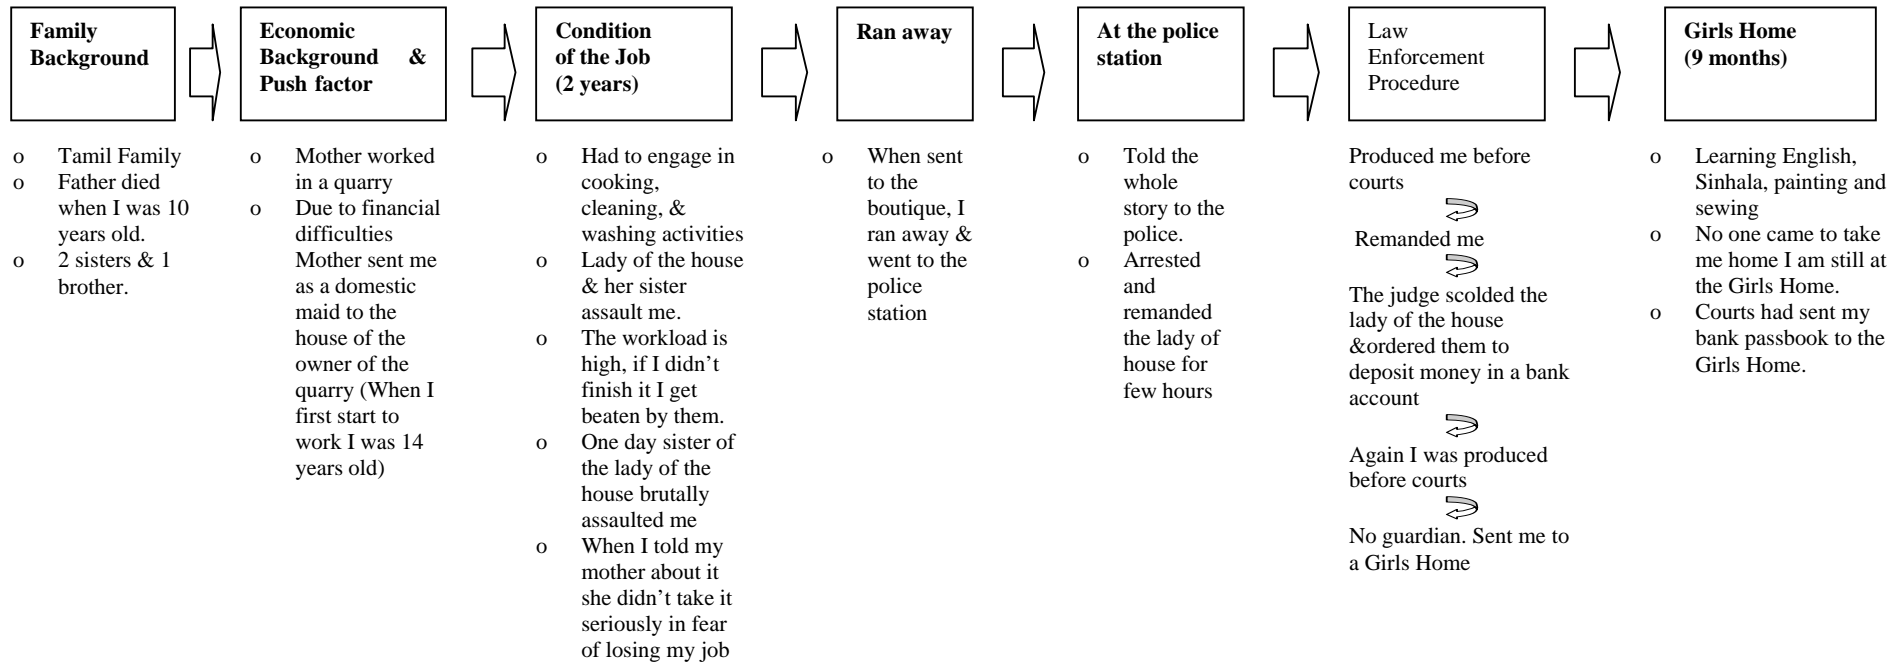 Family
Background
Economic
Background &
Push factor
Condition
of the Job
(2 years)
Ran away
At the police
station
Law
Enforcement
Procedure
Girls Home
(9 months)
o Tamil Family
o Father died
when I was 10
years old.
o 2 sisters & 1
brother.
o Mother worked
in a quarry
o Due to financial
difficulties
Mother sent me
as a domestic
maid to the
house of the
owner of the
quarry (When I
first start to
work I was 14
years old)
o Had to engage in
cooking,
cleaning, &
washing activities
o Lady of the house
& her sister
assault me.
o The workload is
high, if I didn’t
finish it I get
beaten by them.
o One day sister of
the lady of the
house brutally
assaulted me
o When I told my
mother about it
she didn’t take it
seriously in fear
of losing my job
o When sent
to the
boutique, I
ran away &
went to the
police
station
o Told the
whole
story to the
police.
o Arrested
and
remanded
the lady of
house for
few hours
Produced me before
courts
Remanded me
The judge scolded the
lady of the house
&ordered them to
deposit money in a bank
account
Again I was produced
before courts
No guardian. Sent me to
a Girls Home
o Learning English,
Sinhala, painting and
sewing
o No one came to take
me home I am still at
the Girls Home.
o Courts had sent my
bank passbook to the
Girls Home.